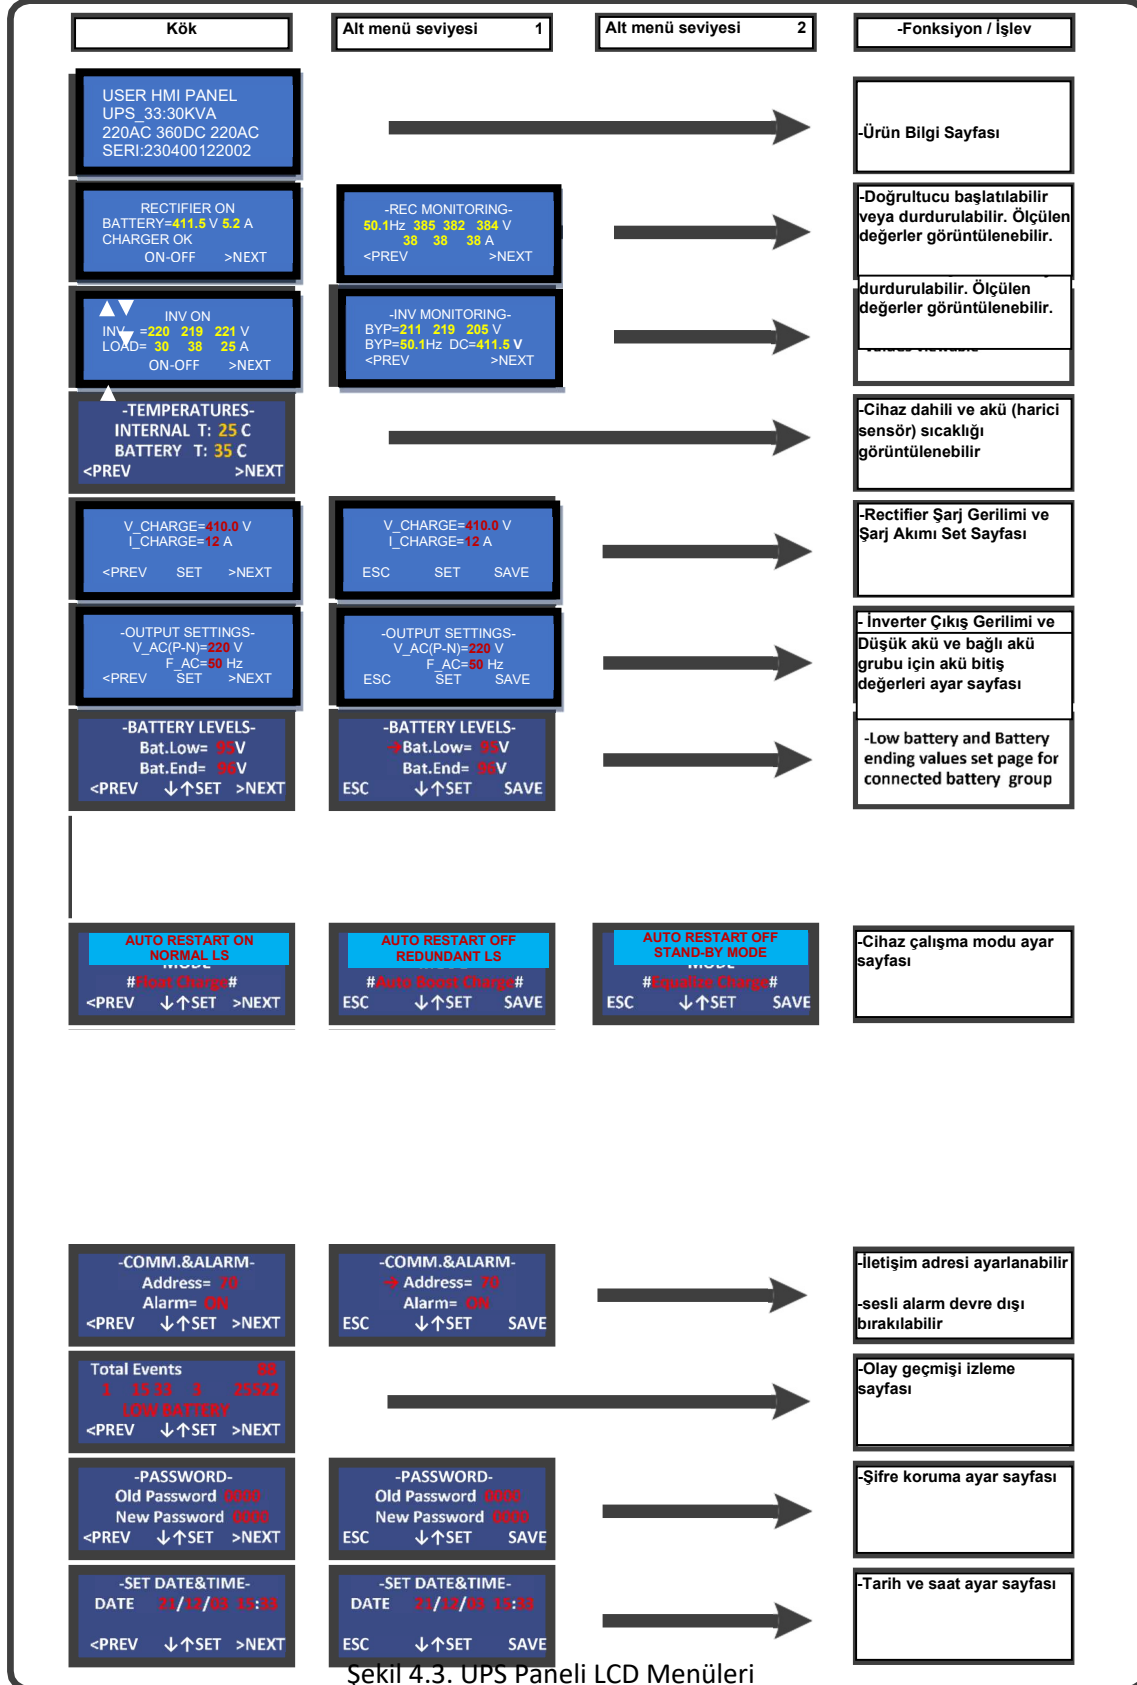 Kök
Alt menü seviyesi 1
Alt menü seviyesi 2
-Fonksiyon / İşlev
USER HMI PANEL
UPS_33:30KVA
220AC 360DC 220AC
SERI:230400122002
-Ürün Bilgi Sayfası
RECTIFIER ON
BATTERY=411.5 V 5.2 A
CHARGER OK
ON-OFF >NEXT
-REC MONITORING-
50.1Hz 385 382 384 V
38 38 38 A
<PREV >NEXT
-Doğrultucu başlatılabilir
veya durdurulabilir. Ölçülen
değerler görüntülenebilir.
INV ON
INV =220 219 221 V
LOAD= 30 38 25 A
ON-OFF >NEXT
-INV MONITORING-
BYP=211 219 205 V
BYP=50.1Hz DC=411.5 V
<PREV >NEXT
durdurulabilir. Ölçülen
değerler görüntülenebilir.
-TEMPERATURES-
INTERNAL T: 25 C
BATTERY T: 35 C
<PREV >NEXT
-Cihaz dahili ve akü (harici
sensör) sıcaklığı
görüntülenebilir
V_CHARGE=410.0 V
I_CHARGE=12 A
<PREV SET >NEXT
V_CHARGE=410.0 V
I_CHARGE=12 A
ESC SET SAVE
-Rectifier Şarj Gerilimi ve
Şarj Akımı Set Sayfası
-OUTPUT SETTINGS-
V_AC(P-N)=220 V
F_AC=50 Hz
<PREV SET >NEXT
-OUTPUT SETTINGS-
V_AC(P-N)=220 V
F_AC=50 Hz
ESC SET SAVE
- İnverter Çıkış Gerilimi ve
Düşük akü ve bağlı akü
grubu için akü bitiş
değerleri ayar sayfası
-BATTERY LEVELS-
Bat.Low= 95V
Bat.End= 96V
<PREV ↓↑SET >NEXT
-BATTERY LEVELS-
→Bat.Low= 95V
Bat.End= 96V
ESC ↓↑SET SAVE
-Low battery and Battery
ending values set page for
connected battery group
AUTO RESTART ON
NORMAL LS
#Float Charge#
<PREV ↓↑SET >NEXT
AUTO RESTART OFF
REDUNDANT LS
#Auto Boost Charge#
ESC ↓↑SET SAVE
AUTO RESTART OFF
STAND-BY MODE
MODE
#Equalize Charge#
ESC ↓↑SET SAVE
-Cihaz çalışma modu ayar
sayfası
-COMM.&ALARM-
Address= 70
Alarm= ON
<PREV ↓↑SET >NEXT
-COMM.&ALARM-
→ Address= 70
Alarm= ON
ESC ↓↑SET SAVE
-İletişim adresi ayarlanabilir
-sesli alarm devre dışı
bırakılabilir
Total Events 88
1 15 33 3 25522
LOW BATTERY
<PREV ↓↑SET >NEXT
-Olay geçmişi izleme
sayfası
-PASSWORD-
Old Password 0000
New Password 0000
<PREV ↓↑SET >NEXT
-PASSWORD-
Old Password 0000
New Password 0000
ESC ↓↑SET SAVE
-Şifre koruma ayar sayfası
-SET DATE&TIME-
DATE 21/12/03 15:33
<PREV ↓↑SET >NEXT
-SET DATE&TIME-
DATE 21/12/03 15:33
ESC ↓↑SET SAVE
-Tarih ve saat ayar sayfası
Şekil 4.3. UPS Paneli LCD Menüleri